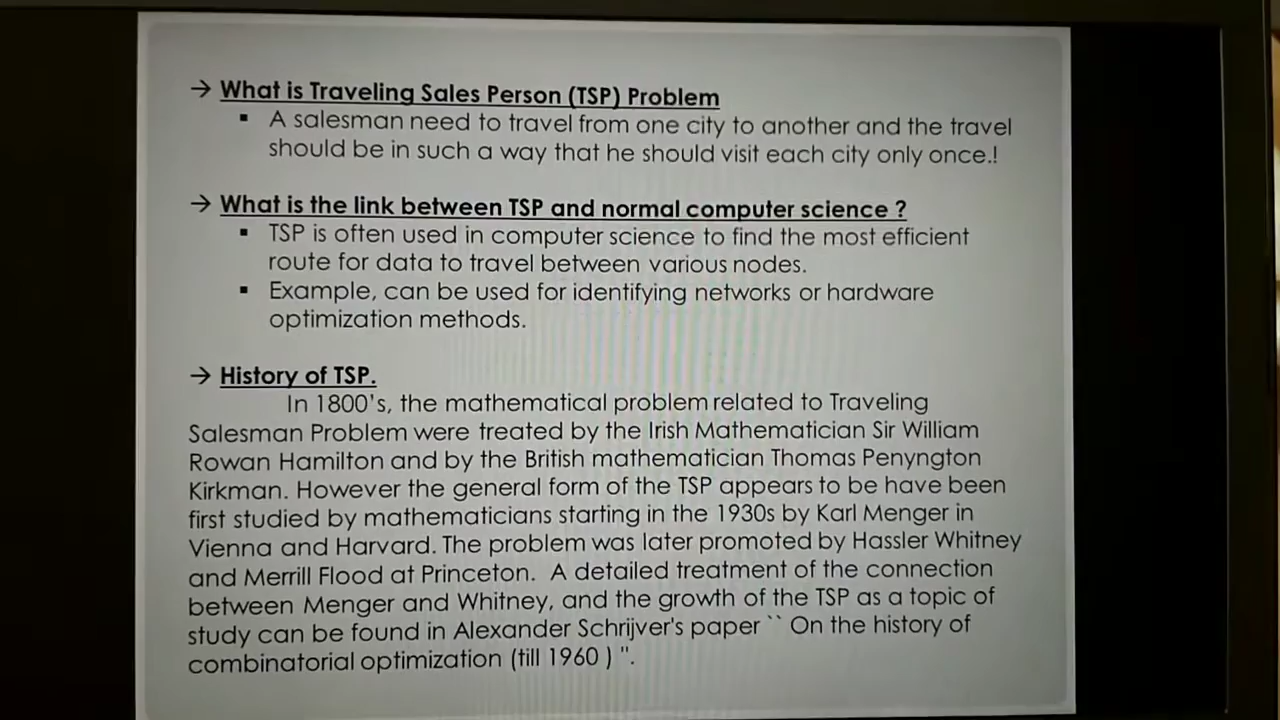 → What is Traveling Sales Person (TSP) Problem
▪ A salesman need to travel from one city to another and the travel
should be in such a way that he should visit each city only once.!
→ What is the link between TSP and normal computer science ?
▪ TSP is often used in computer science to find the most efficient
route for data to travel between various nodes.
▪ Example, can be used for identifying networks or hardware
optimization methods.
→ History of TSP.
In 1800's, the mathematical problem related to Traveling
Salesman Problem were treated by the Irish Mathematician Sir William
Rowan Hamilton and by the British mathematician Thomas Penyngton
Kirkman. However the general form of the TSP appears to be have been
first studied by mathematicians starting in the 1930s by Karl Menger in
Vienna and Harvard. The problem was later promoted by Hassler Whitney
and Merrill Flood at Princeton. A detailed treatment of the connection
between Menger and Whitney, and the growth of the TSP as a topic of
study can be found in Alexander Schrijver's paper `` On the history of
combinatorial optimization (till 1960 ) ".